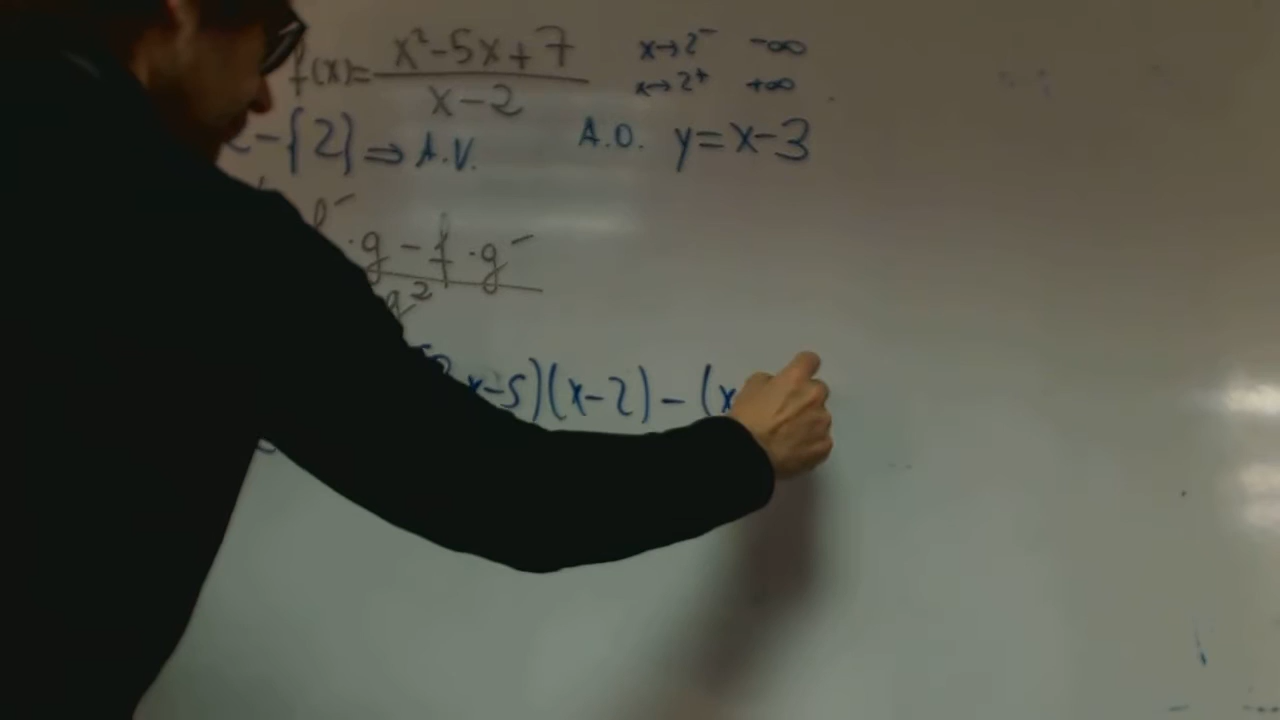 f(x)= x²-5x+7 / x-2
x→2⁻ -∞
x→2⁺ +∞
-{2} ⇒ A.V. A.O. y=x-3
f⁻·g-f·g⁻ / g²
x-5)(x-2)-(x